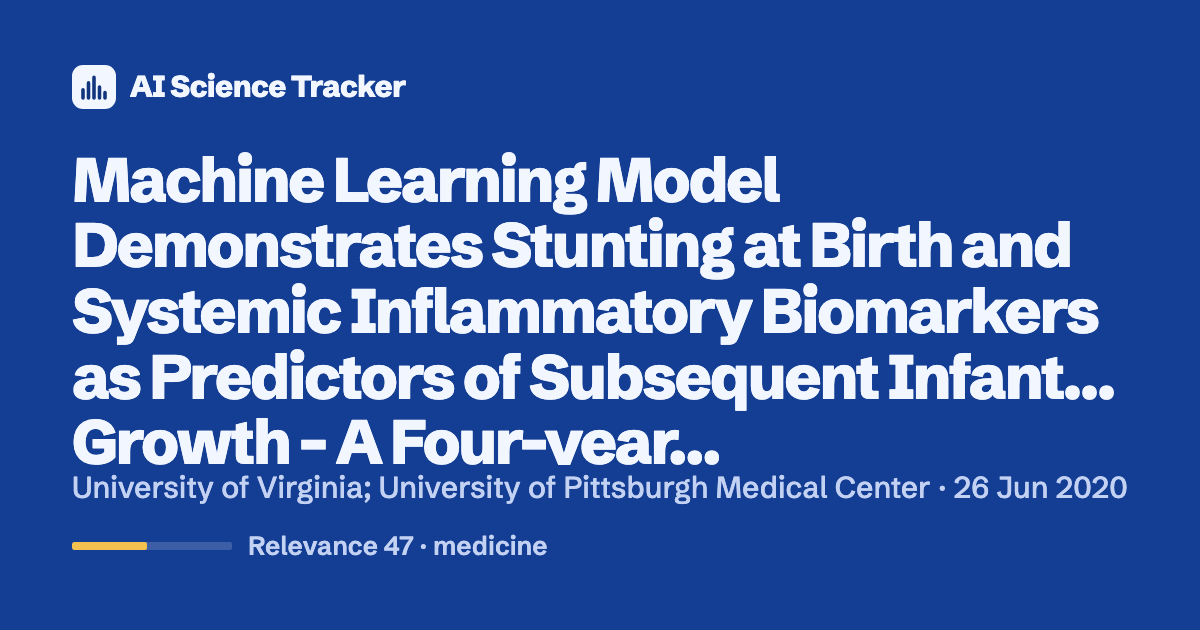 AI Science Tracker
Machine Learning Model
Demonstrates Stunting at Birth and
Systemic Inflammatory Biomarkers
as Predictors of Subsequent Infant...
Growth - A Four-year...
University of Virginia; University of Pittsburgh Medical Center · 26 Jun 2020
Relevance 47 · medicine